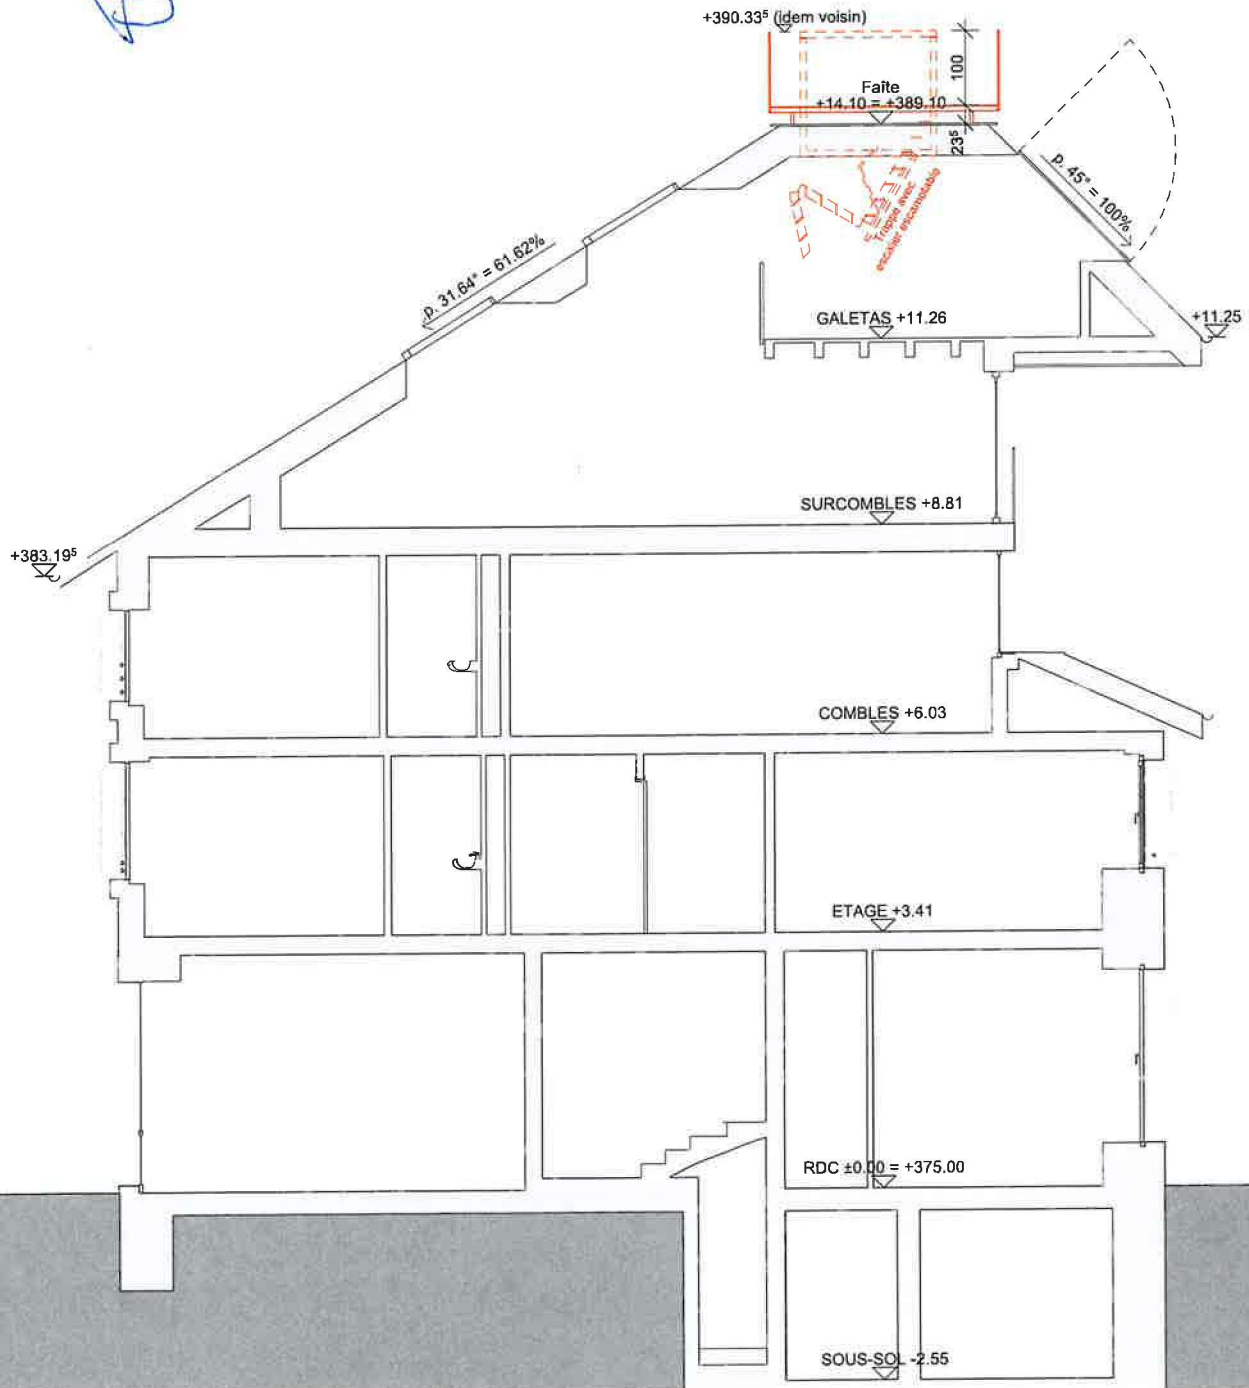 +390.33⁵ (idem voisin)
100
Faîte
+14.10 = +389.10
23⁵
p. 45° = 100%
Trappe avec
escalier escamotable
p. 31.64° = 61.62%
GALETAS +11.26
+11.25
SURCOMBLES +8.81
+383.19⁵
COMBLES +6.03
ETAGE +3.41
RDC ±0.00 = +375.00
SOUS-SOL -2.55